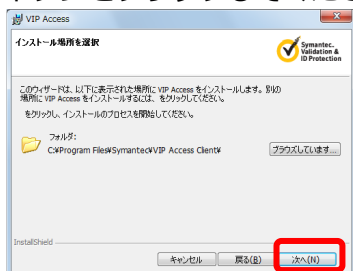 VIP Access
インストール場所を選択
Symantec.
Validation &
ID Protection
このウィザードは、以下に表示された場所に VIP Access をインストールします。別の
場所に VIP Access をインストールするには、をクリックしてください。
をクリックし、インストールのプロセスを開始してください。
フォルダ:
C:¥Program Files¥Symantec¥VIP Access Client¥
ブラウズしています...
InstallShield
キャンセル
戻る(B)
次へ(N)